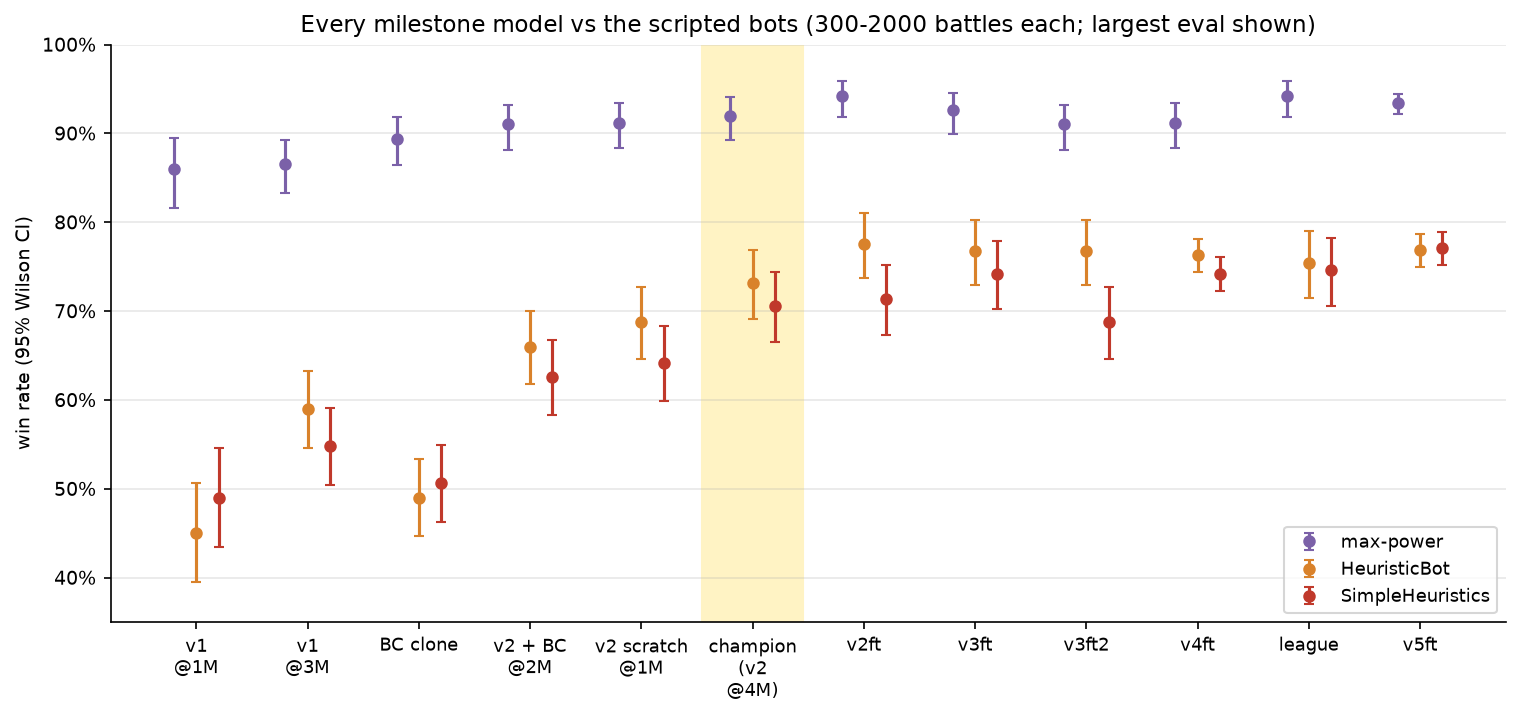 Every milestone model vs the scripted bots (300-2000 battles each; largest eval shown)
win rate (95% Wilson CI)
100%
90%
80%
70%
60%
50%
40%
max-power
HeuristicBot
SimpleHeuristics
v1
@1M
v1
@3M
BC clone
v2 + BC
@2M
v2 scratch
@1M
champion
(v2
@4M)
v2ft
v3ft
v3ft2
v4ft
league
v5ft